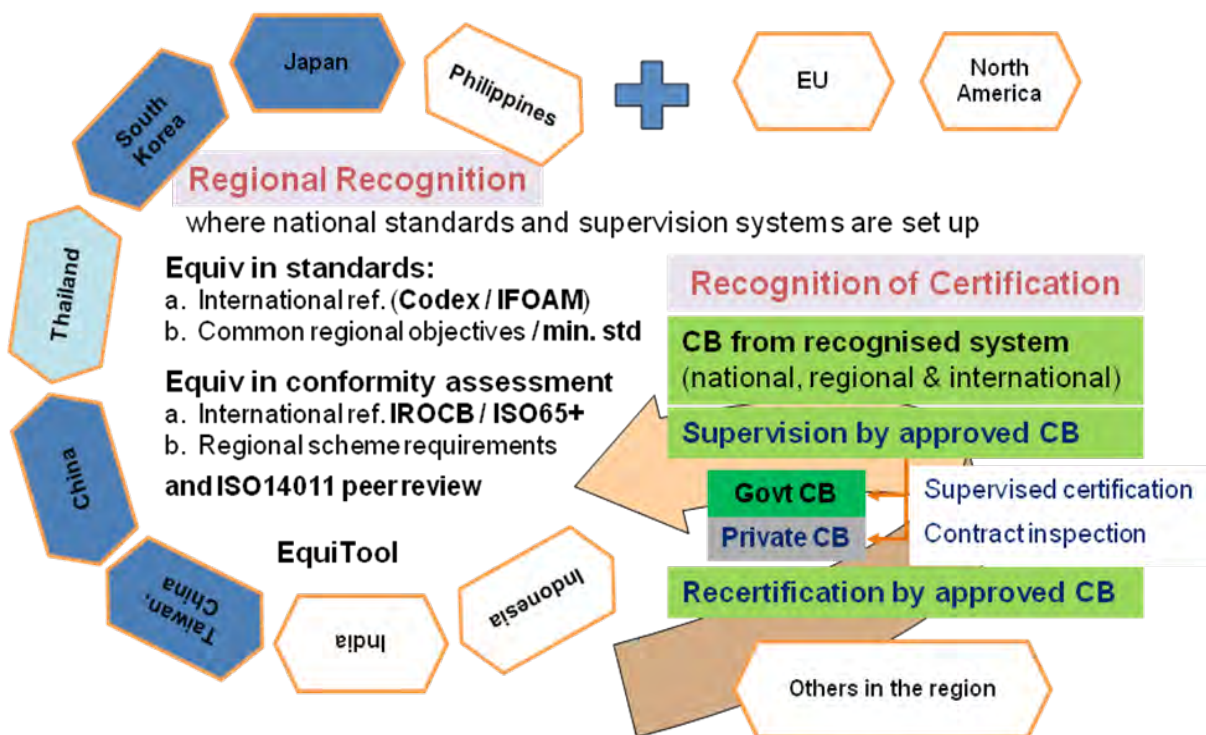 Japan
Philippines
EU
North
America
South
Korea
Regional Recognition
where national standards and supervision systems are set up
Thailand
Equiv in standards:
a. International ref. (Codex / IFOAM)
b. Common regional objectives / min. std
Equiv in conformity assessment
a. International ref. IROCB / ISO65+
b. Regional scheme requirements
and ISO14011 peer review
China
EquiTool
Taiwan,
China
India
Indonesia
Recognition of Certification
CB from recognised system
(national, regional & international)
Supervision by approved CB
Govt CB
Supervised certification
Private CB
Contract inspection
Recertification by approved CB
Others in the region